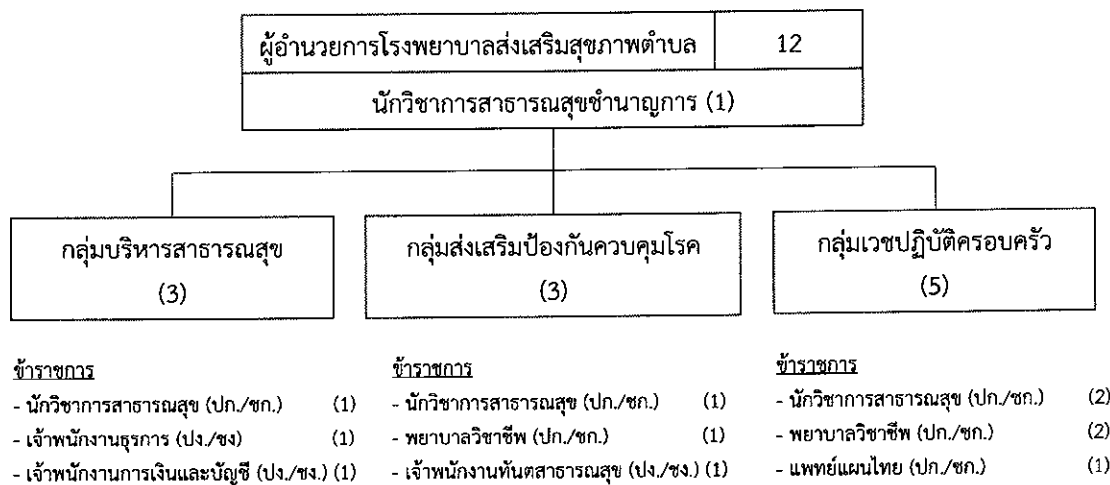 ผู้อำนวยการโรงพยาบาลส่งเสริมสุขภาพตำบล 12
นักวิชาการสาธารณสุขชำนาญการ (1)
กลุ่มบริหารสาธารณสุข
(3)
กลุ่มส่งเสริมป้องกันควบคุมโรค
(3)
กลุ่มเวชปฏิบัติครอบครัว
(5)
ข้าราชการ
- นักวิชาการสาธารณสุข (ปก./ชก.) (1)
- เจ้าพนักงานธุรการ (ปง./ชง) (1)
- เจ้าพนักงานการเงินและบัญชี (ปง./ชง.) (1)
ข้าราชการ
- นักวิชาการสาธารณสุข (ปก./ชก.) (1)
- พยาบาลวิชาชีพ (ปก./ชก.) (1)
- เจ้าพนักงานทันตสาธารณสุข (ปง./ชง.) (1)
ข้าราชการ
- นักวิชาการสาธารณสุข (ปก./ชก.) (2)
- พยาบาลวิชาชีพ (ปก./ชก.) (2)
- แพทย์แผนไทย (ปก./ชก.) (1)